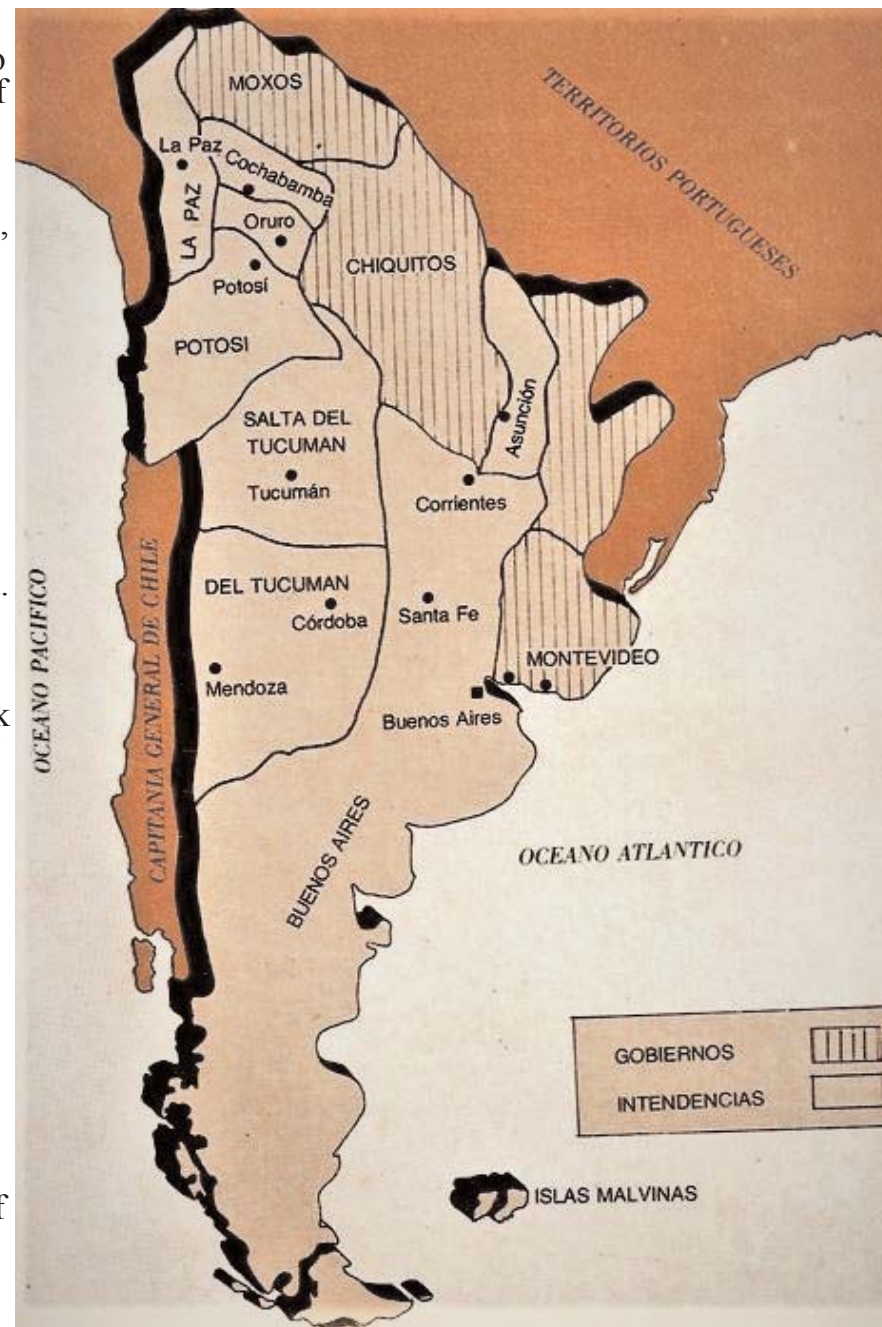 MOXOS
TERRITORIOS PORTUGUESES
La Paz
Cochabamba
LA PAZ
Oruro
CHIQUITOS
Potosí
POTOSI
Asunción
SALTA DEL
TUCUMAN
Tucumán
Corrientes
CAPITANIA GENERAL DE CHILE
OCEANO PACIFICO
DEL TUCUMAN
Córdoba
Santa Fe
Mendoza
MONTEVIDEO
Buenos Aires
BUENOS AIRES
OCEANO ATLANTICO
GOBIERNOS
INTENDENCIAS
ISLAS MALVINAS